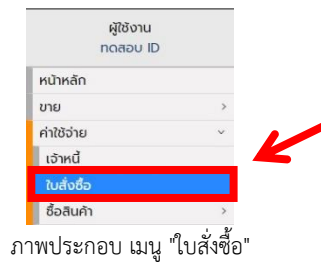 ผู้ใช้งาน
ทดสอบ ID
หน้าหลัก
ขาย
ค่าใช้จ่าย
เจ้าหนี้
ใบสั่งซื้อ
ซื้อสินค้า
ภาพประกอบ เมนู "ใบสั่งซื้อ"